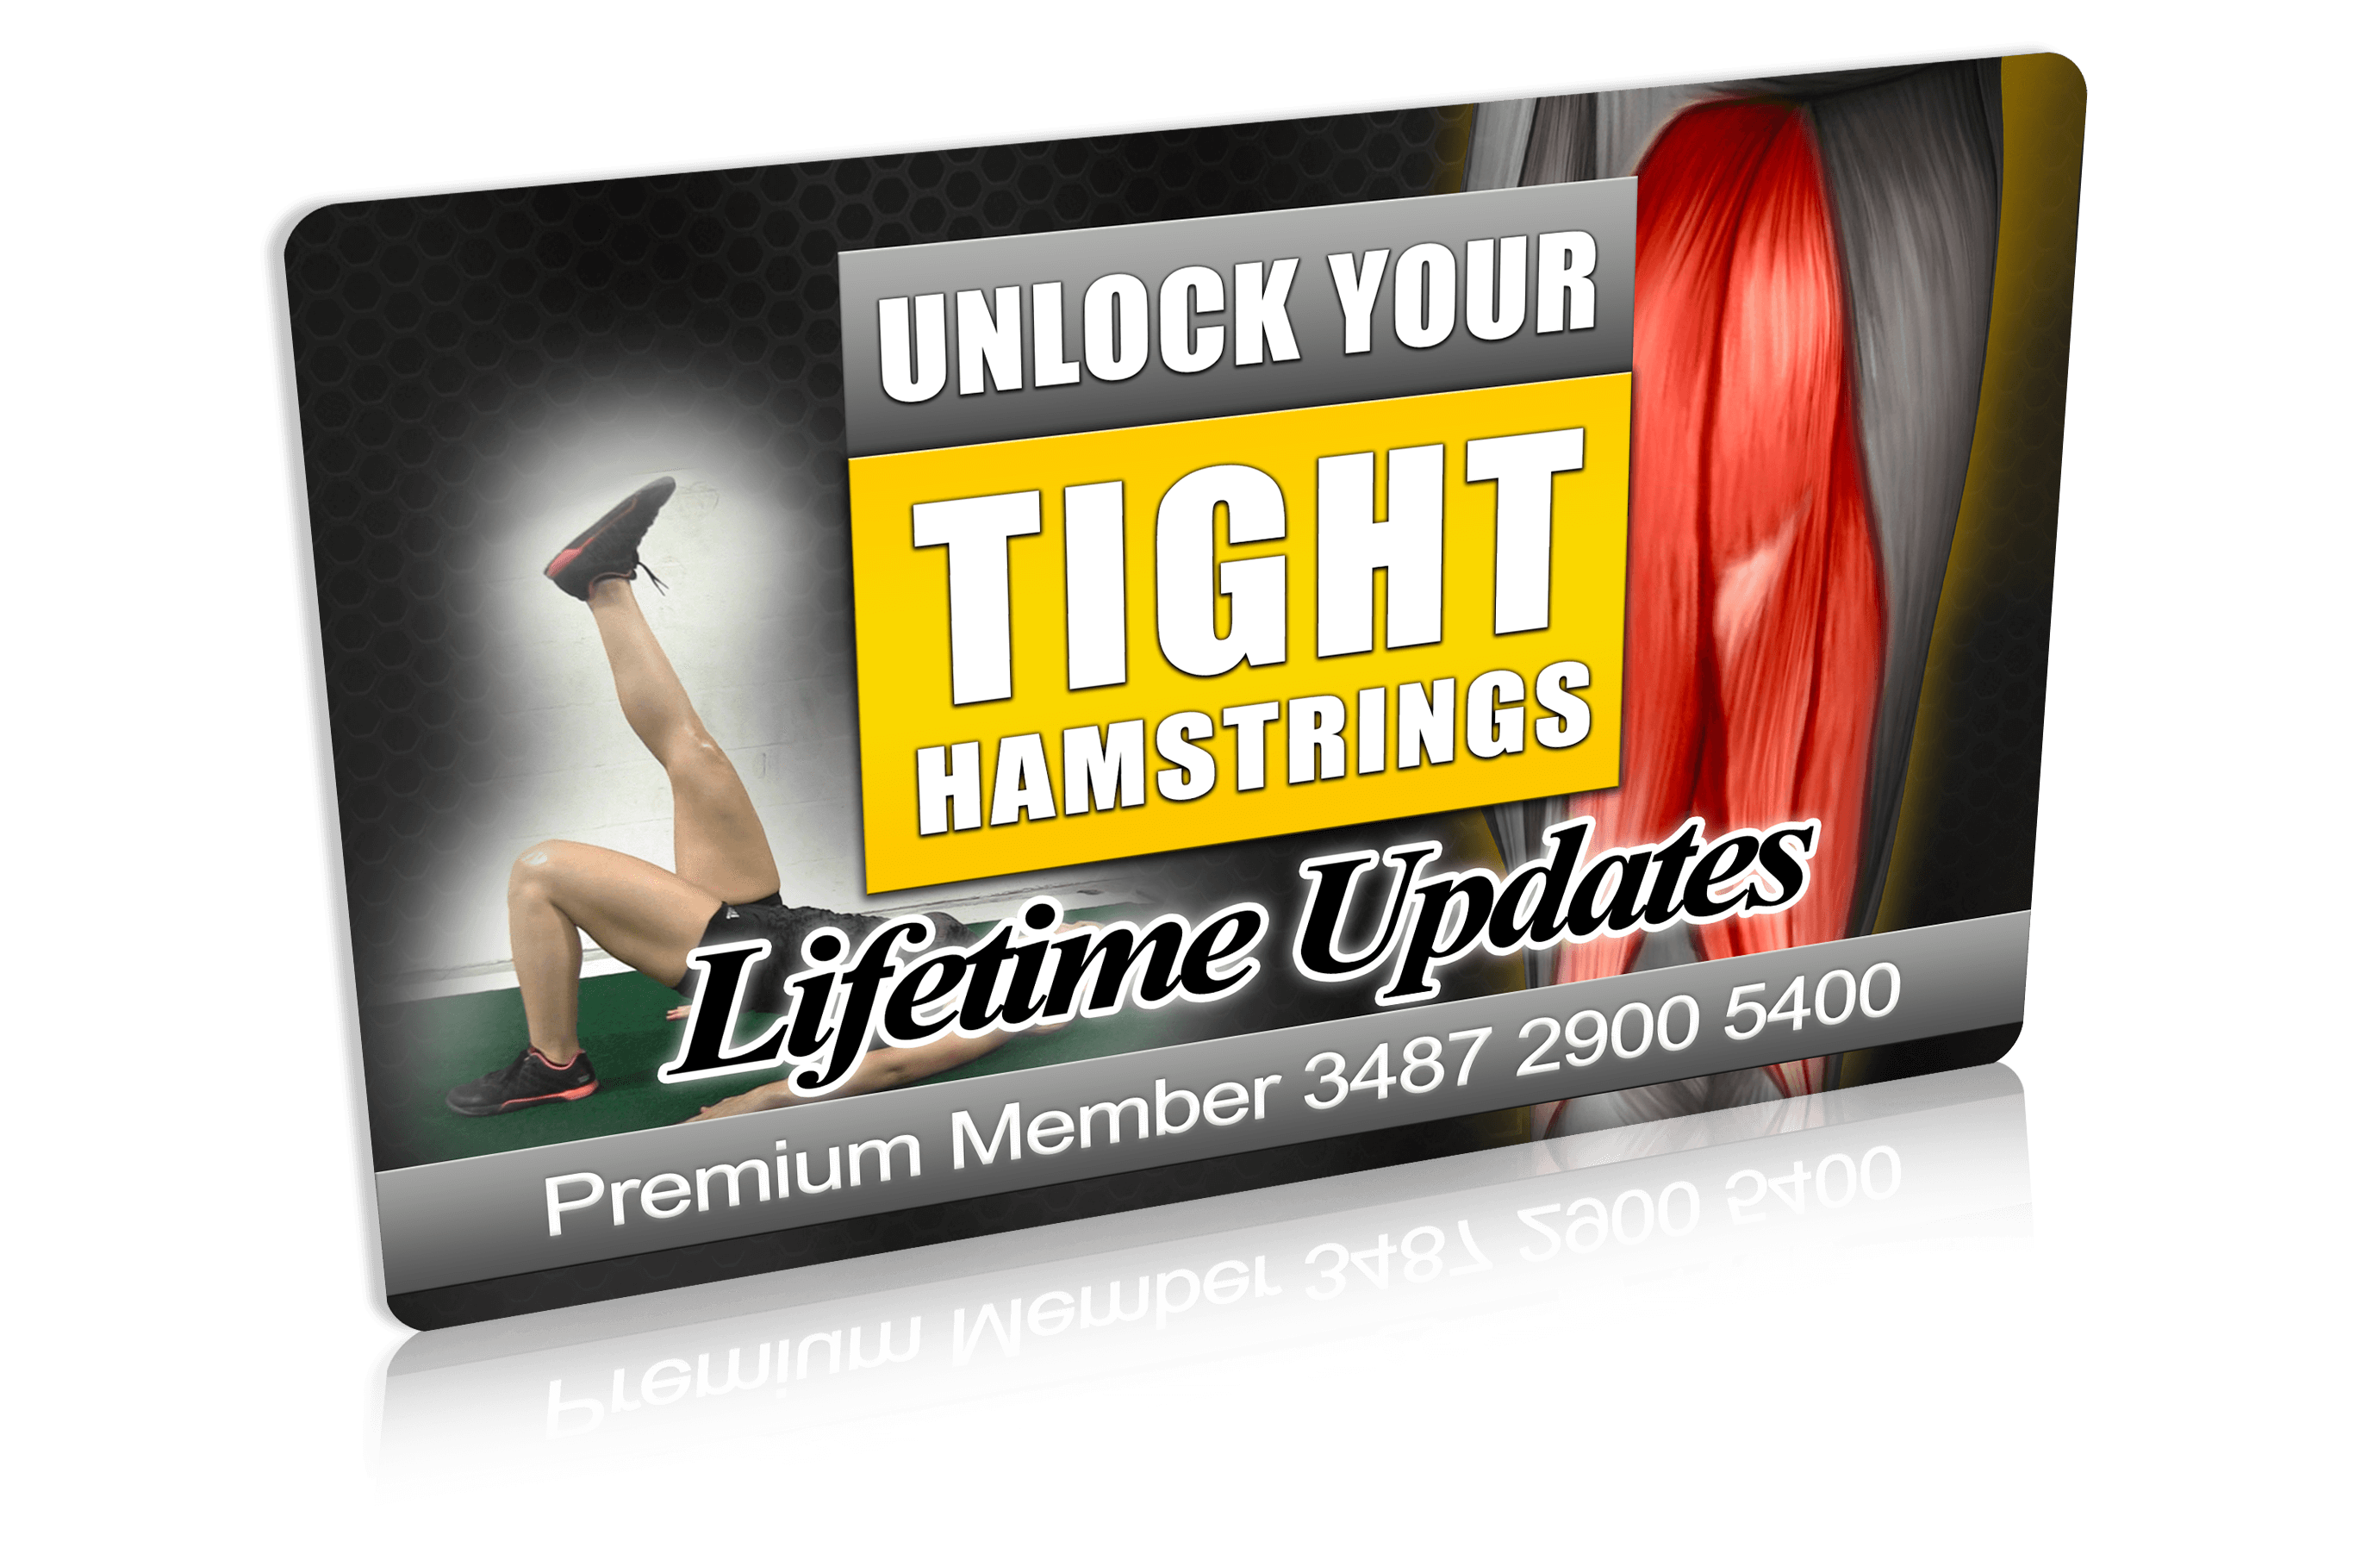 UNLOCK YOUR
TIGHT
HAMSTRINGS
Lifetime Updates
Premium Member 3487 2900 5400